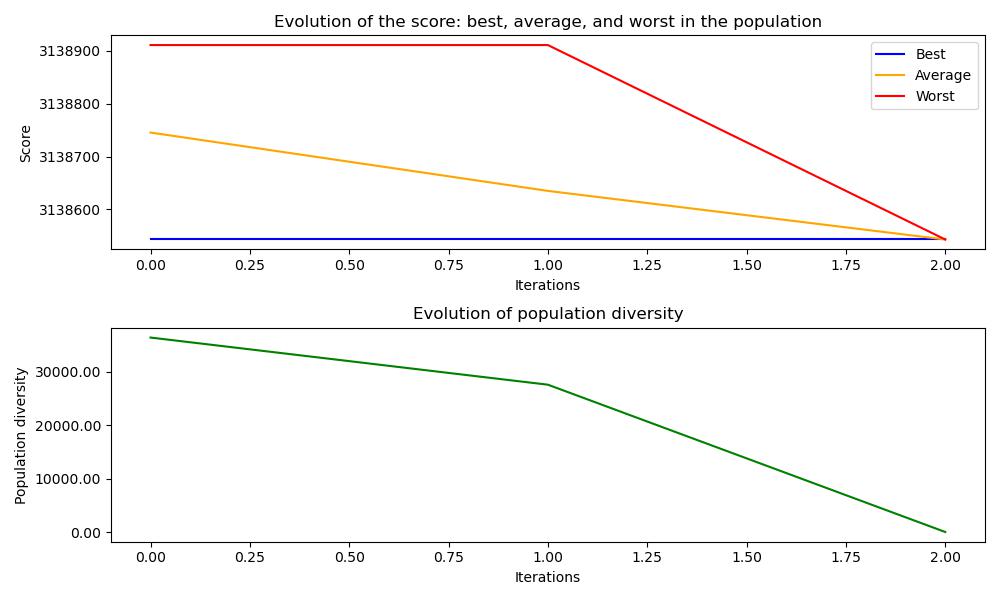 Evolution of the score: best, average, and worst in the population
3138900
3138800
3138700
3138600
Score
Best
Average
Worst
0.00 0.25 0.50 0.75 1.00 1.25 1.50 1.75 2.00
Iterations
Evolution of population diversity
30000.00
20000.00
10000.00
0.00
Population diversity
0.00 0.25 0.50 0.75 1.00 1.25 1.50 1.75 2.00
Iterations